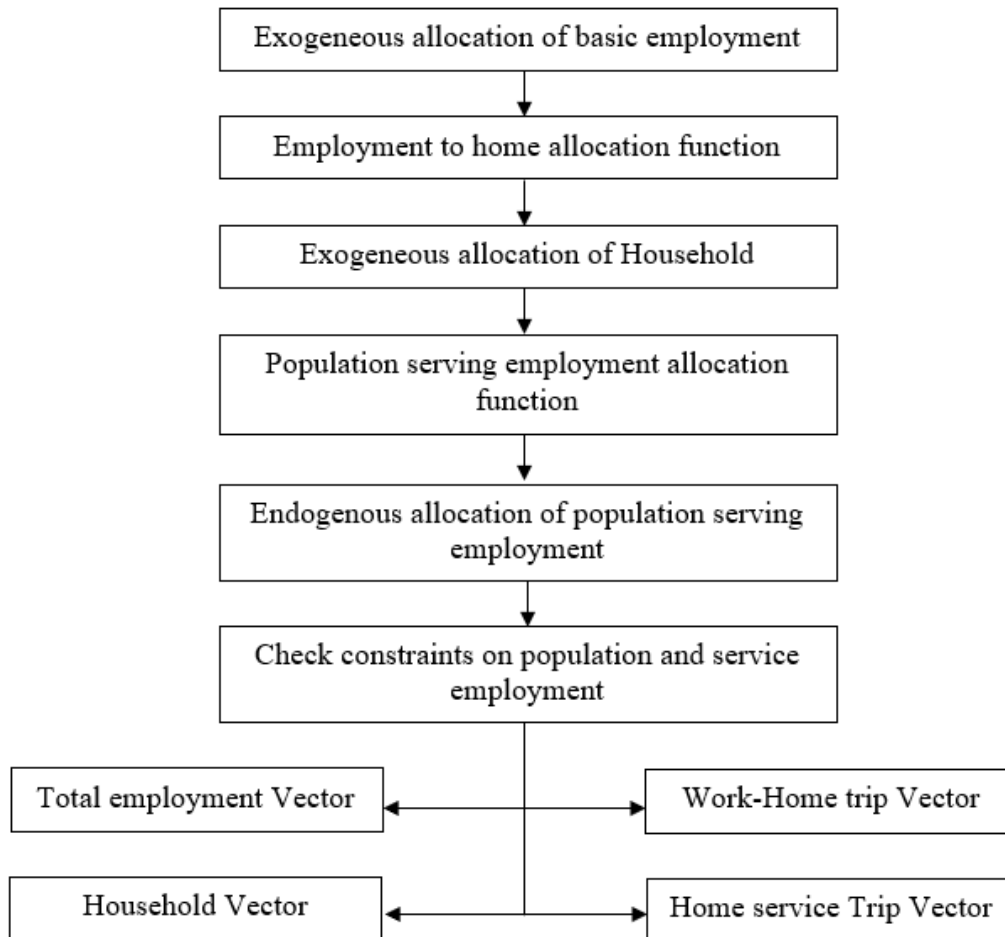 Exogeneous allocation of basic employment
Employment to home allocation function
Exogeneous allocation of Household
Population serving employment allocation
function
Endogenous allocation of population serving
employment
Check constraints on population and service
employment
Total employment Vector
Work-Home trip Vector
Household Vector
Home service Trip Vector